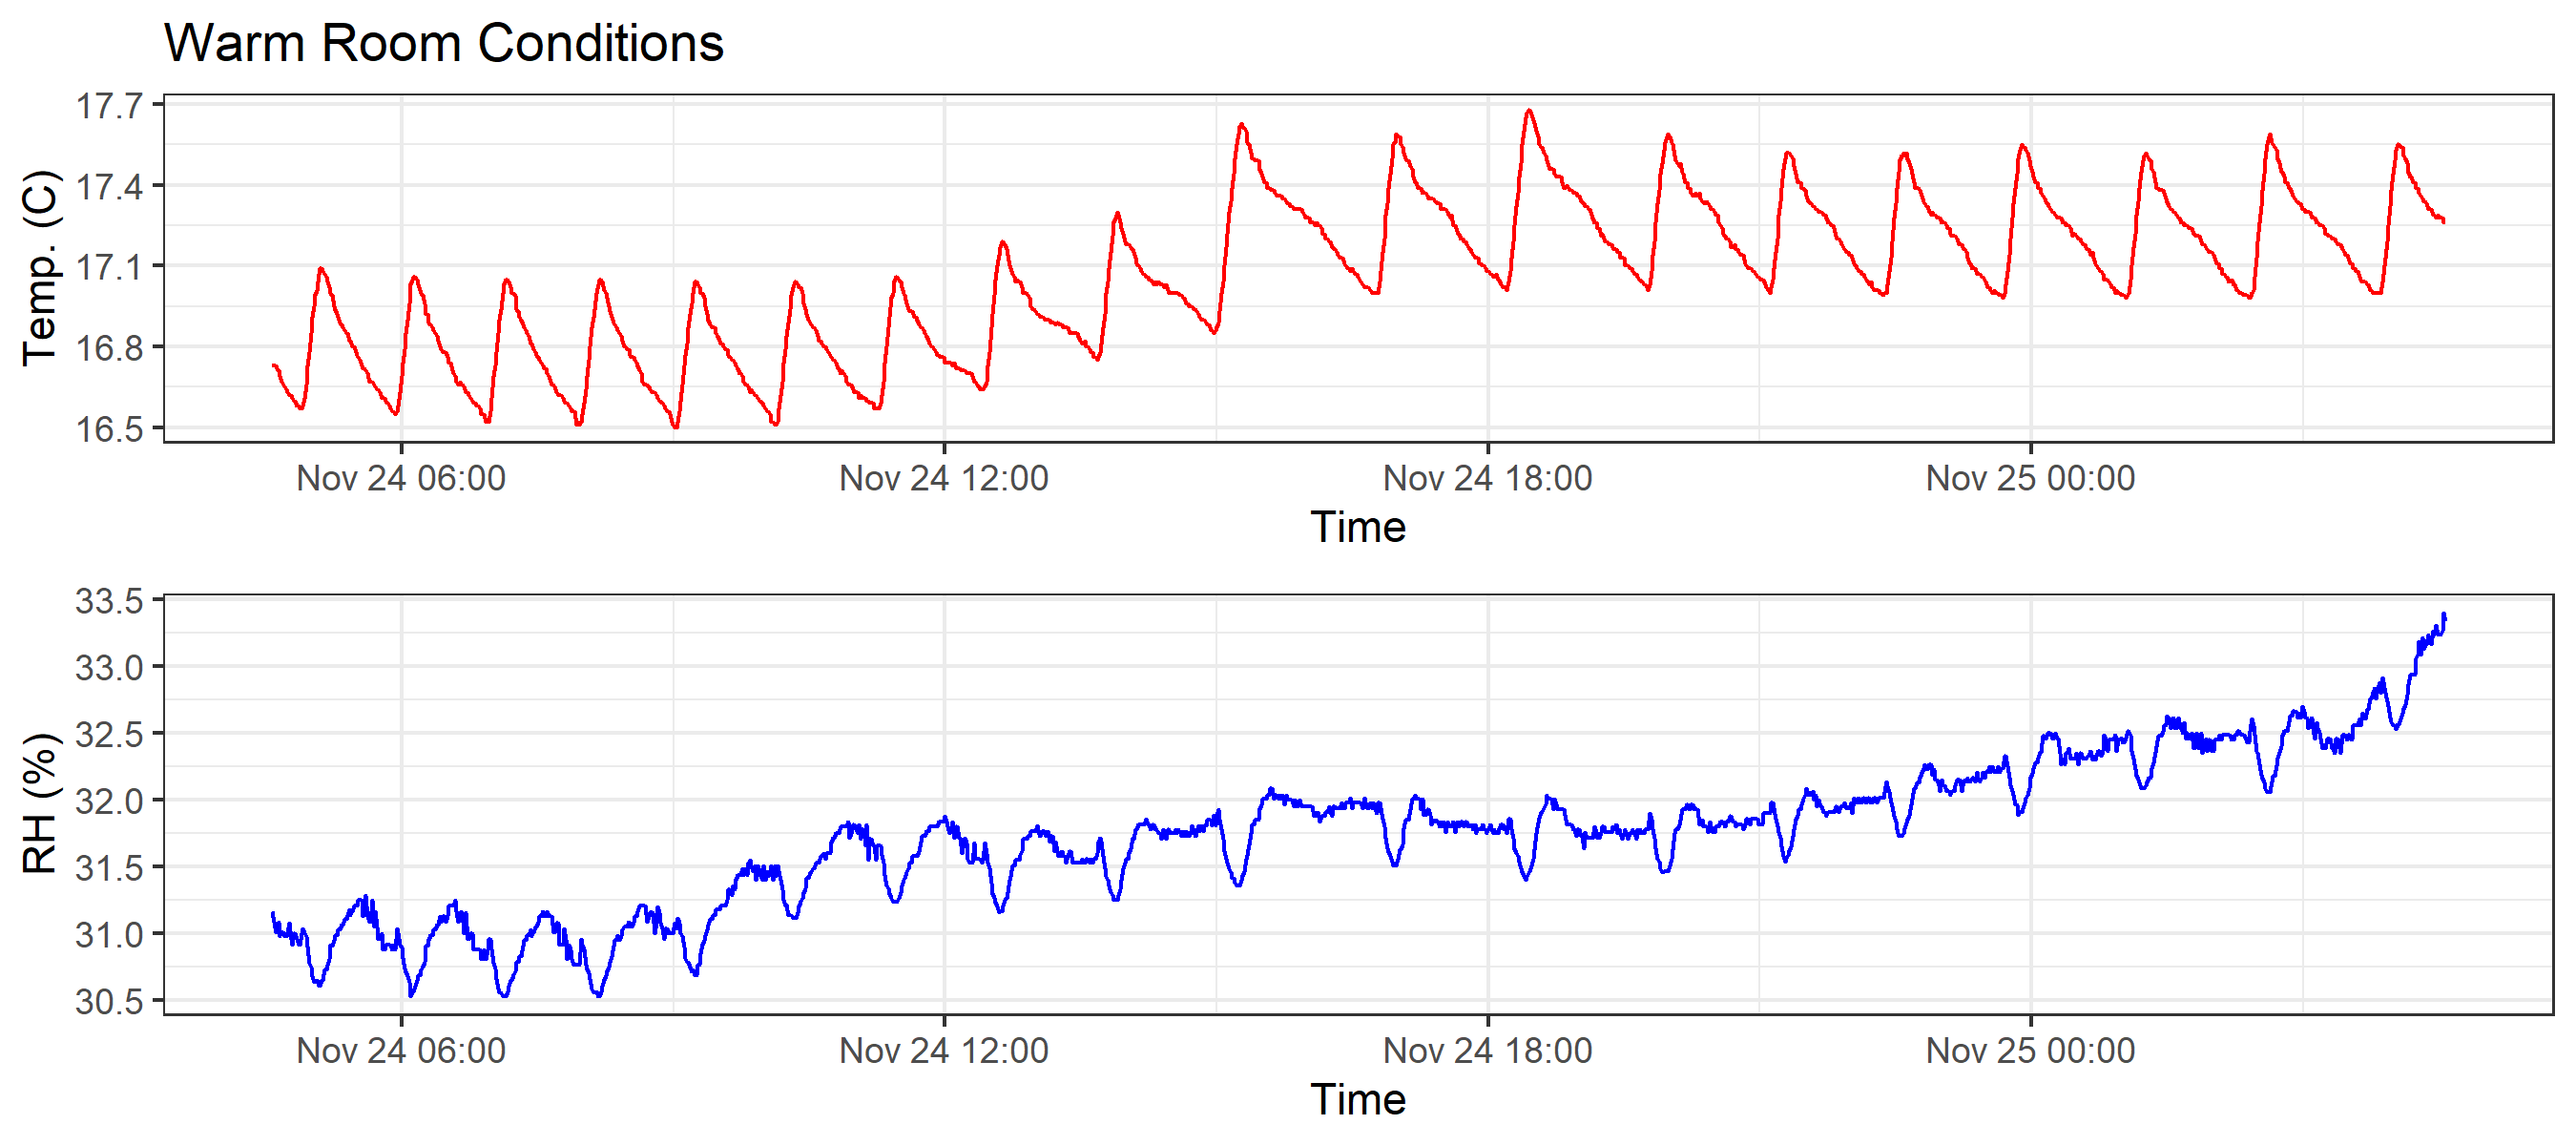 Warm Room Conditions
17.7
17.4
17.1
16.8
16.5
Temp. (C)
Nov 24 06:00 Nov 24 12:00 Nov 24 18:00 Nov 25 00:00
Time
33.5
33.0
32.5
32.0
31.5
31.0
30.5
RH (%)
Nov 24 06:00 Nov 24 12:00 Nov 24 18:00 Nov 25 00:00
Time